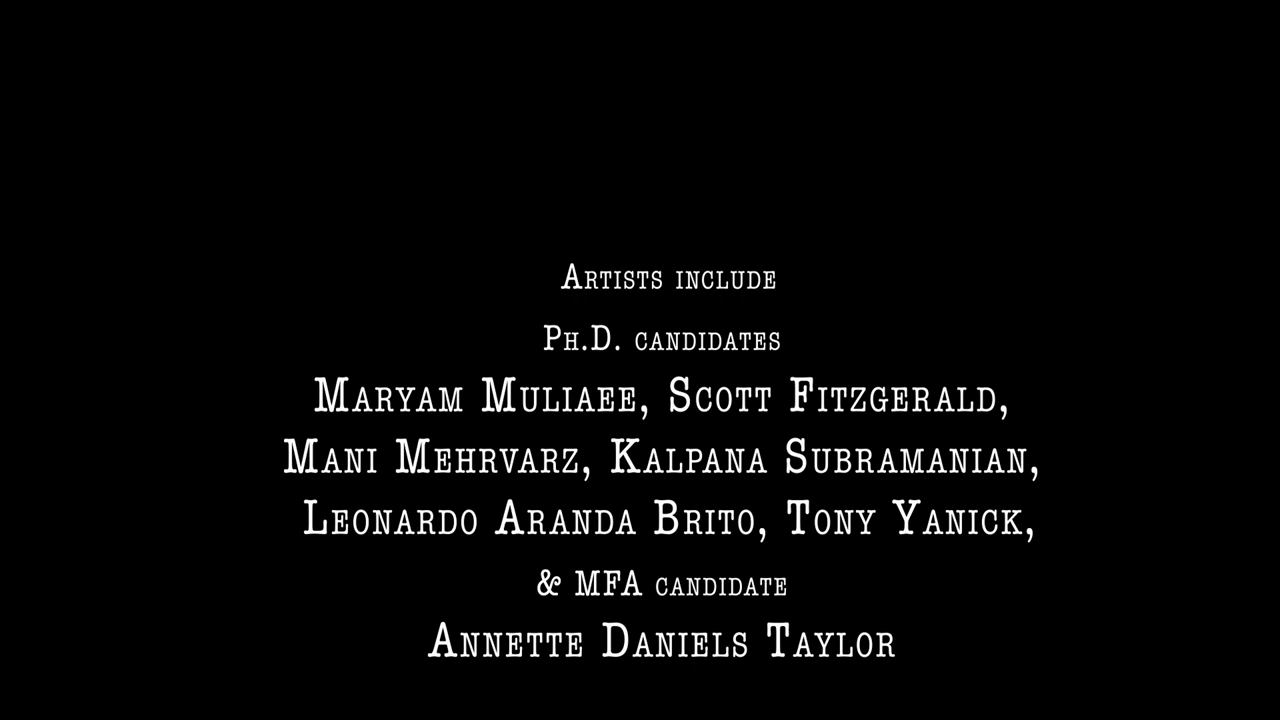 Artists include
Ph.D. candidates
Maryam Muliaee, Scott Fitzgerald,
Mani Mehrvarz, Kalpana Subramanian,
Leonardo Aranda Brito, Tony Yanick,
& MFA candidate
Annette Daniels Taylor